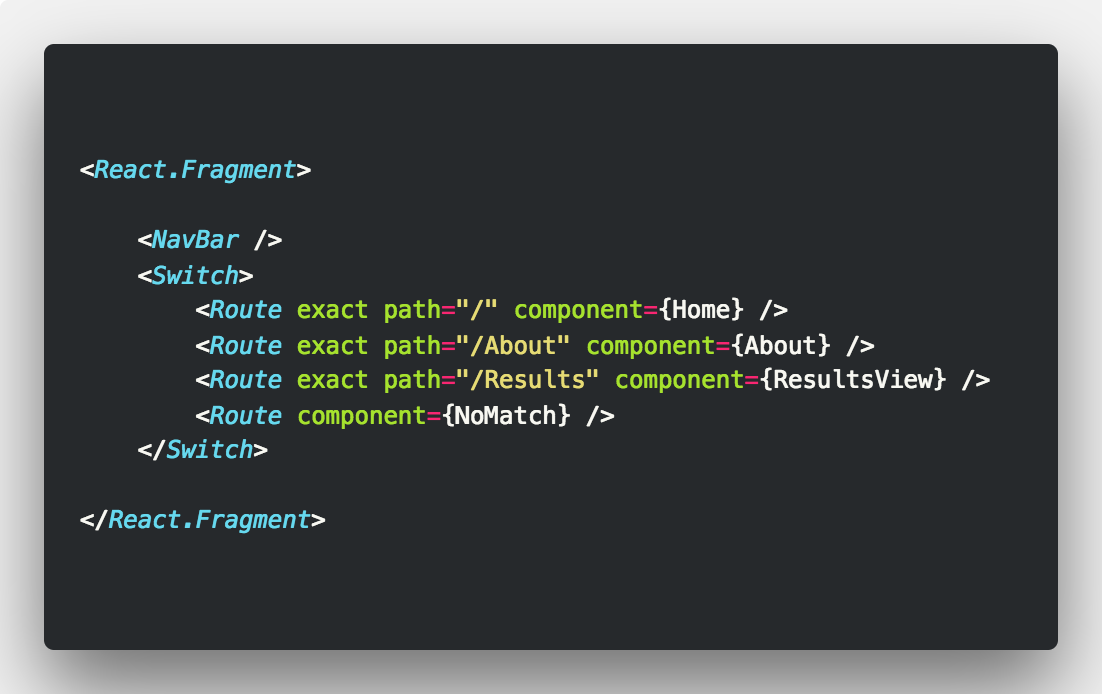 <React.Fragment>
<NavBar />
<Switch>
<Route exact path="/" component={Home} />
<Route exact path="/About" component={About} />
<Route exact path="/Results" component={ResultsView} />
<Route component={NoMatch} />
</Switch>
</React.Fragment>